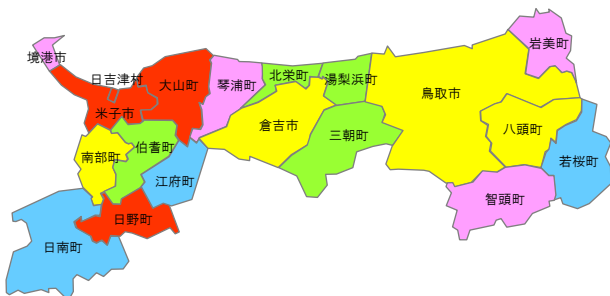 岩美町
境港市
北栄町
湯梨浜町
日吉津村
大山町
琴浦町
鳥取市
米子市
倉吉市
八頭町
三朝町
伯耆町
南部町
若桜町
江府町
智頭町
日野町
日南町